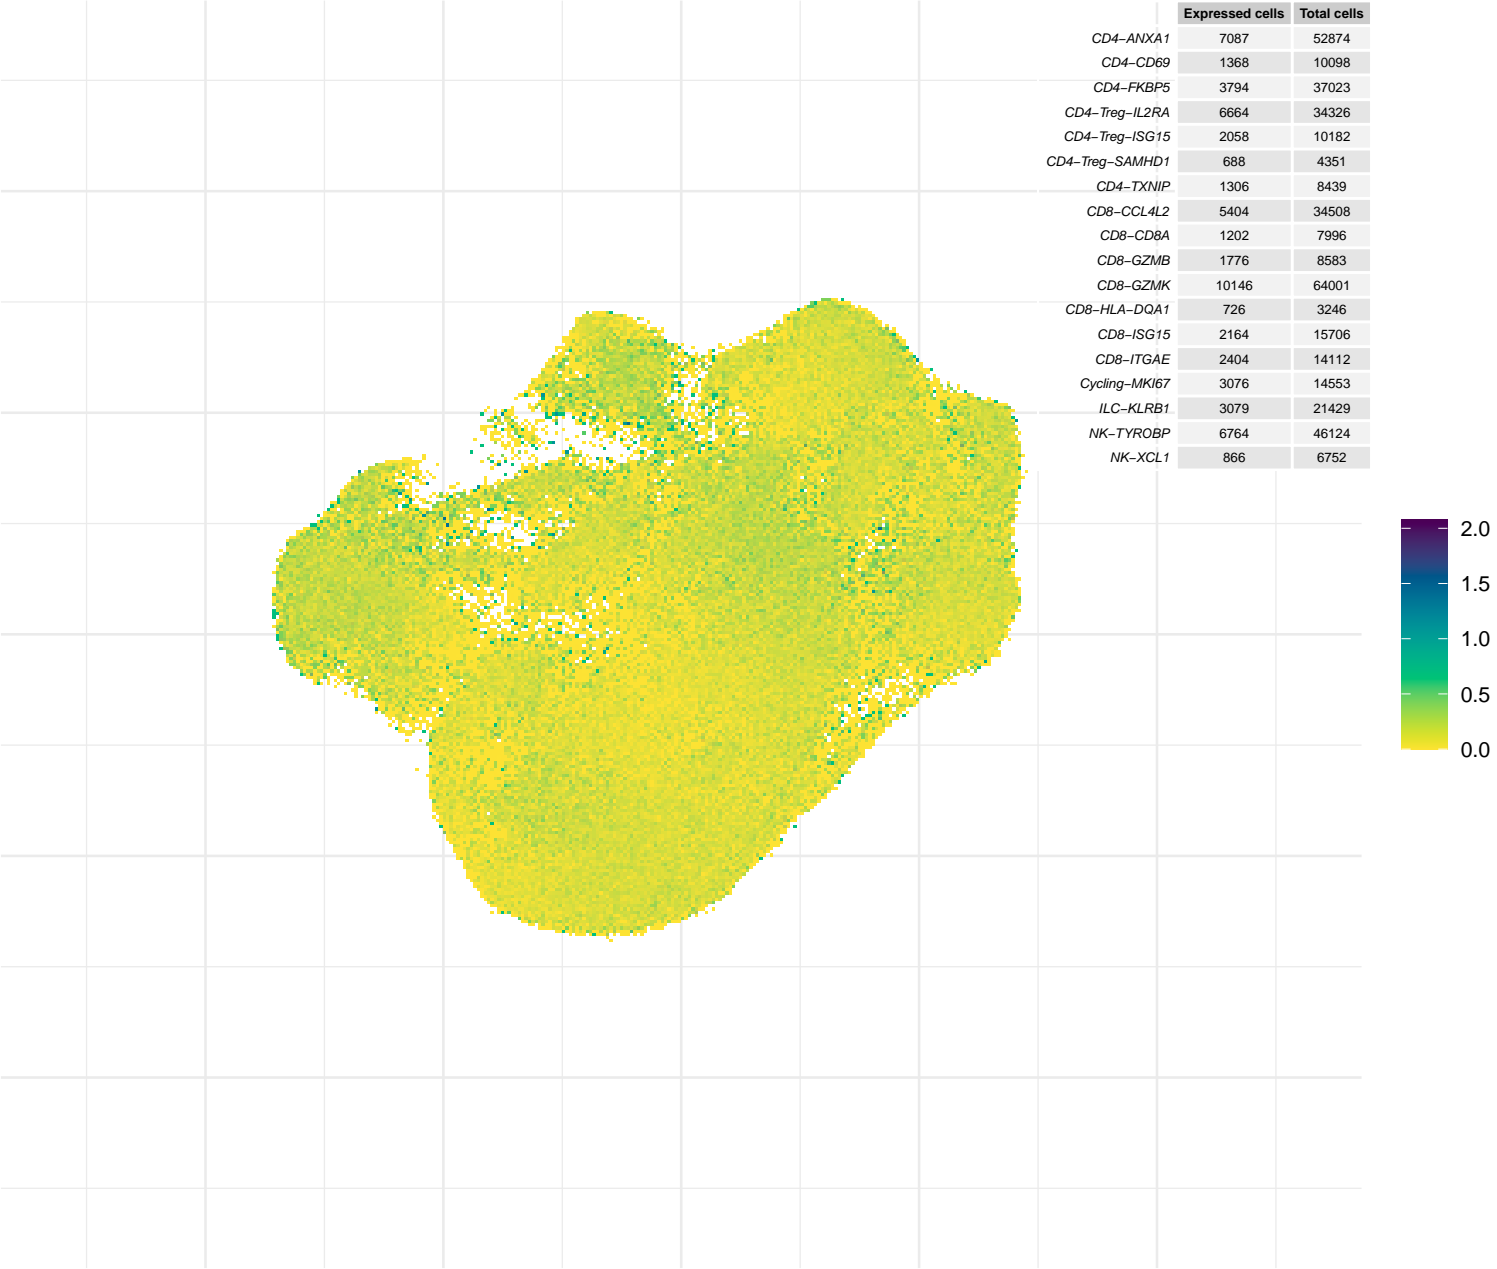 Expressed cells Total cells
CD4−ANXA1 7087 52874
CD4−CD69 1368 10098
CD4−FKBP5 3794 37023
CD4−Treg−IL2RA 6664 34326
CD4−Treg−ISG15 2058 10182
CD4−Treg−SAMHD1 688 4351
CD4−TXNIP 1306 8439
CD8−CCL4L2 5404 34508
CD8−CD8A 1202 7996
CD8−GZMB 1776 8583
CD8−GZMK 10146 64001
CD8−HLA−DQA1 726 3246
CD8−ISG15 2164 15706
CD8−ITGAE 2404 14112
Cycling−MKI67 3076 14553
ILC−KLRB1 3079 21429
NK−TYROBP 6764 46124
NK−XCL1 866 6752
2.0
1.5
1.0
0.5
0.0